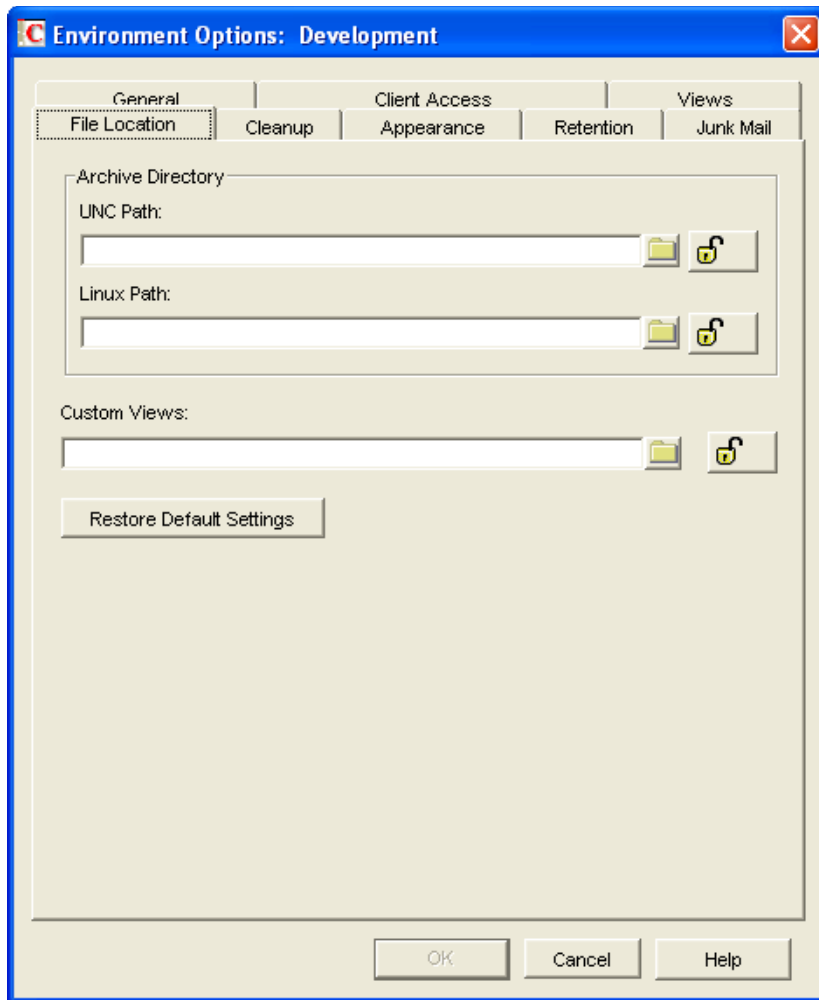 C Environment Options: Development
General Client Access Views
File Location Cleanup Appearance Retention Junk Mail
Archive Directory
UNC Path:
Linux Path:
Custom Views:
Restore Default Settings
OK Cancel Help